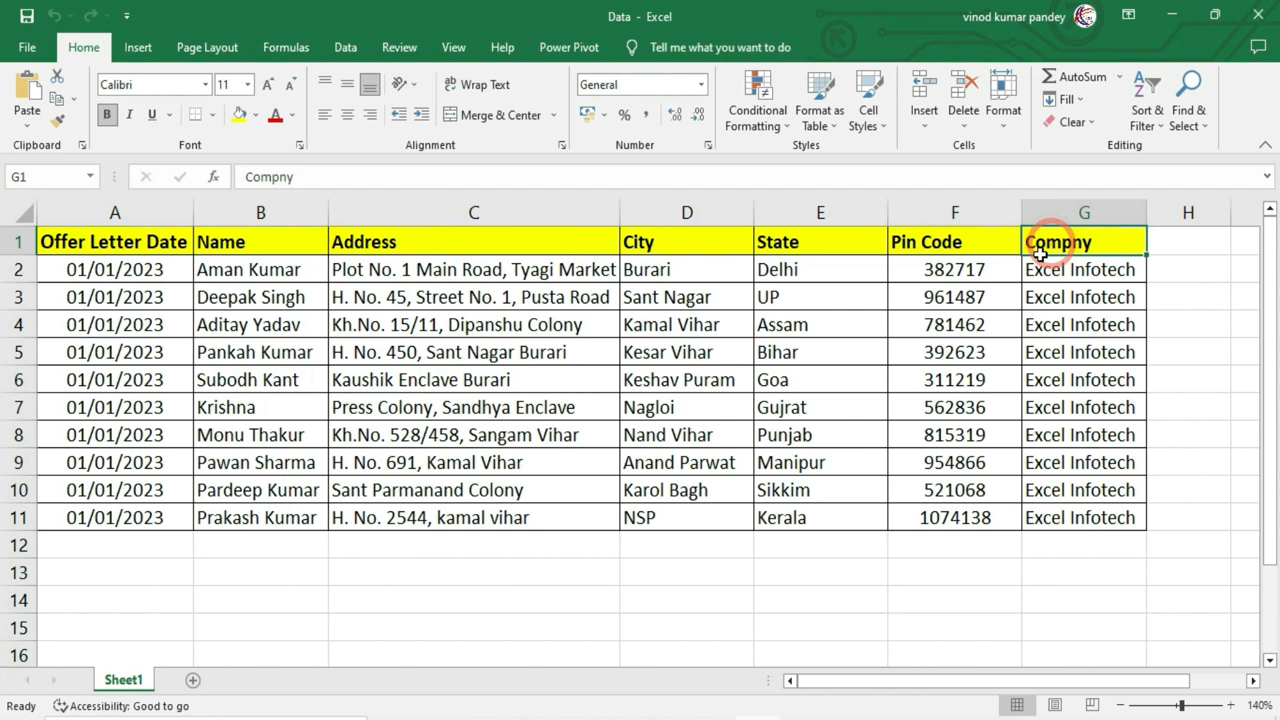 Data - Excel
vinod kumar pandey
File Home Insert Page Layout Formulas Data Review View Help Power Pivot Tell me what you want to do
Paste
Clipboard
Calibri 11
B I U A
Font
Wrap Text
Merge & Center
Alignment
General
% ,
Number
Conditional Formatting
Format as Table
Cell Styles
Styles
Insert
Delete
Format
Cells
AutoSum
Fill
Clear
Sort & Filter
Find & Select
Editing
G1 fx Compny
A B C D E F G H
1 Offer Letter Date Name Address City State Pin Code Compny
2 01/01/2023 Aman Kumar Plot No. 1 Main Road, Tyagi Market Burari Delhi 382717 Excel Infotech
3 01/01/2023 Deepak Singh H. No. 45, Street No. 1, Pusta Road Sant Nagar UP 961487 Excel Infotech
4 01/01/2023 Aditay Yadav Kh.No. 15/11, Dipanshu Colony Kamal Vihar Assam 781462 Excel Infotech
5 01/01/2023 Pankah Kumar H. No. 450, Sant Nagar Burari Kesar Vihar Bihar 392623 Excel Infotech
6 01/01/2023 Subodh Kant Kaushik Enclave Burari Keshav Puram Goa 311219 Excel Infotech
7 01/01/2023 Krishna Press Colony, Sandhya Enclave Nagloi Gujrat 562836 Excel Infotech
8 01/01/2023 Monu Thakur Kh.No. 528/458, Sangam Vihar Nand Vihar Punjab 815319 Excel Infotech
9 01/01/2023 Pawan Sharma H. No. 691, Kamal Vihar Anand Parwat Manipur 954866 Excel Infotech
10 01/01/2023 Pardeep Kumar Sant Parmanand Colony Karol Bagh Sikkim 521068 Excel Infotech
11 01/01/2023 Prakash Kumar H. No. 2544, kamal vihar NSP Kerala 1074138 Excel Infotech
12
13
14
15
16
Sheet1
Ready Accessibility: Good to go 140%